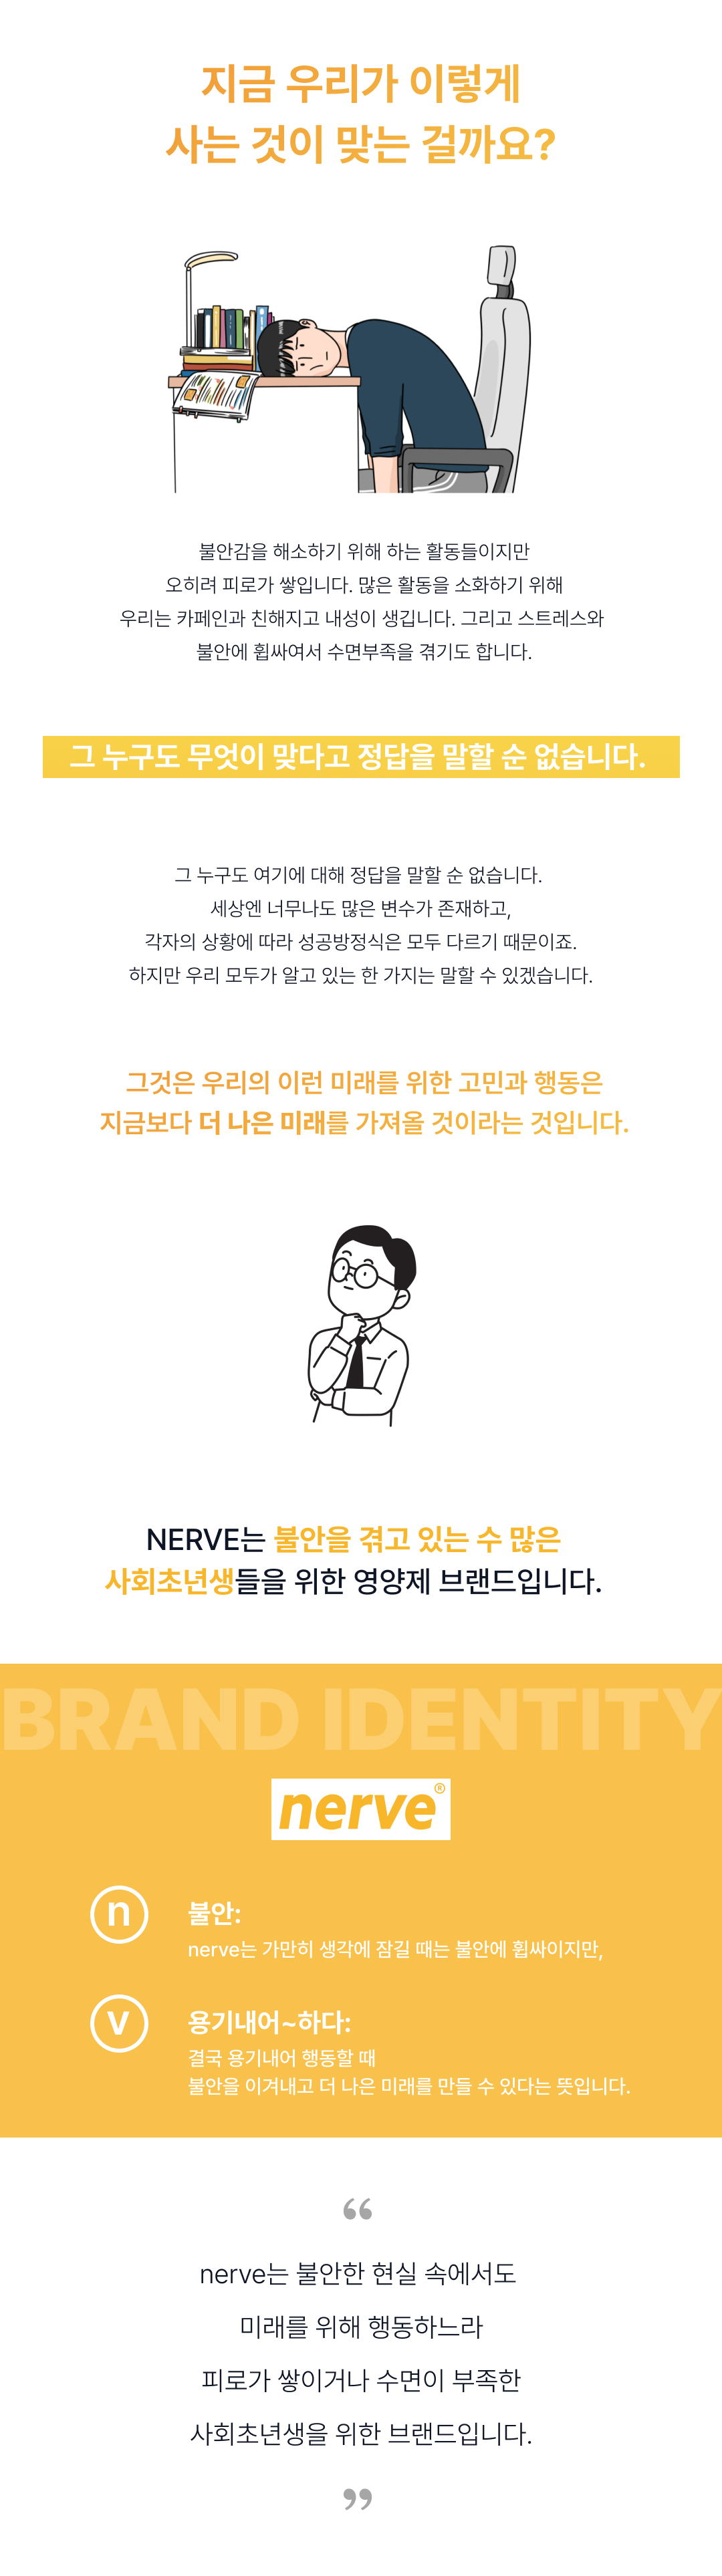 지금 우리가 이렇게
사는 것이 맞는 걸까요?
불안감을 해소하기 위해 하는 활동들이지만
오히려 피로가 쌓입니다. 많은 활동을 소화하기 위해
우리는 카페인과 친해지고 내성이 생깁니다. 그리고 스트레스와
불안에 휩싸여서 수면부족을 겪기도 합니다.
그 누구도 무엇이 맞다고 정답을 말할 순 없습니다.
그 누구도 여기에 대해 정답을 말할 순 없습니다.
세상엔 너무나도 많은 변수가 존재하고,
각자의 상황에 따라 성공방정식은 모두 다르기 때문이죠.
하지만 우리 모두가 알고 있는 한 가지는 말할 수 있겠습니다.
그것은 우리의 이런 미래를 위한 고민과 행동은
지금보다 더 나은 미래를 가져올 것이라는 것입니다.
NERVE는 불안을 겪고 있는 수 많은
사회초년생들을 위한 영양제 브랜드입니다.
BRAND IDENTITY
nerve®
n 불안:
nerve는 가만히 생각에 잠길 때는 불안에 휩싸이지만,
v 용기내어~하다:
결국 용기내어 행동할 때
불안을 이겨내고 더 나은 미래를 만들 수 있다는 뜻입니다.
“
nerve는 불안한 현실 속에서도
미래를 위해 행동하느라
피로가 쌓이거나 수면이 부족한
사회초년생을 위한 브랜드입니다.
”